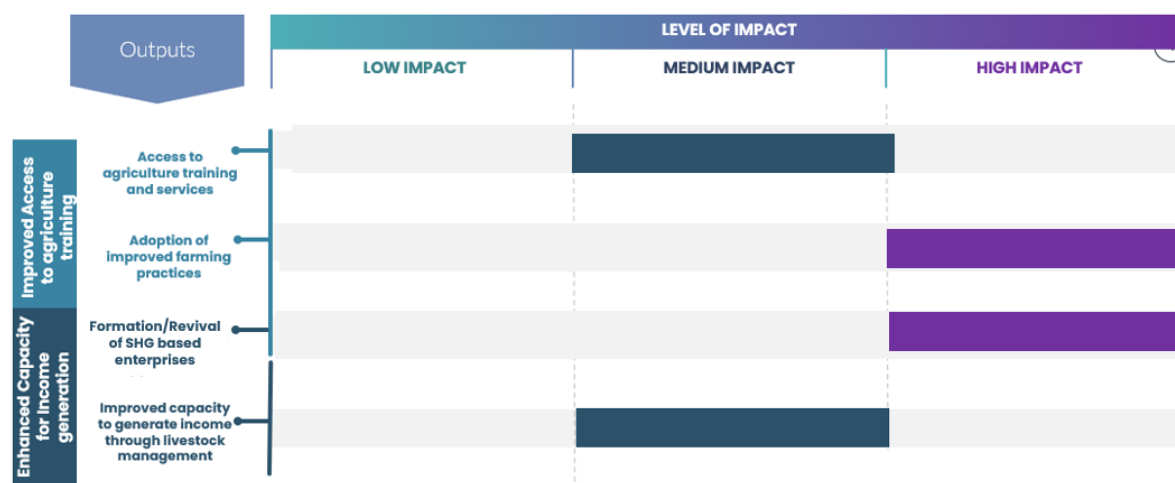 Outputs
LEVEL OF IMPACT
LOW IMPACT
MEDIUM IMPACT
HIGH IMPACT
Improved Access
to agriculture
training
Access to
agriculture training
and services
Adoption of
improved farming
practices
Enhanced Capacity
for Income
generation
Formation/Revival
of SHG based
enterprises
Improved capacity
to generate income
through livestock
management